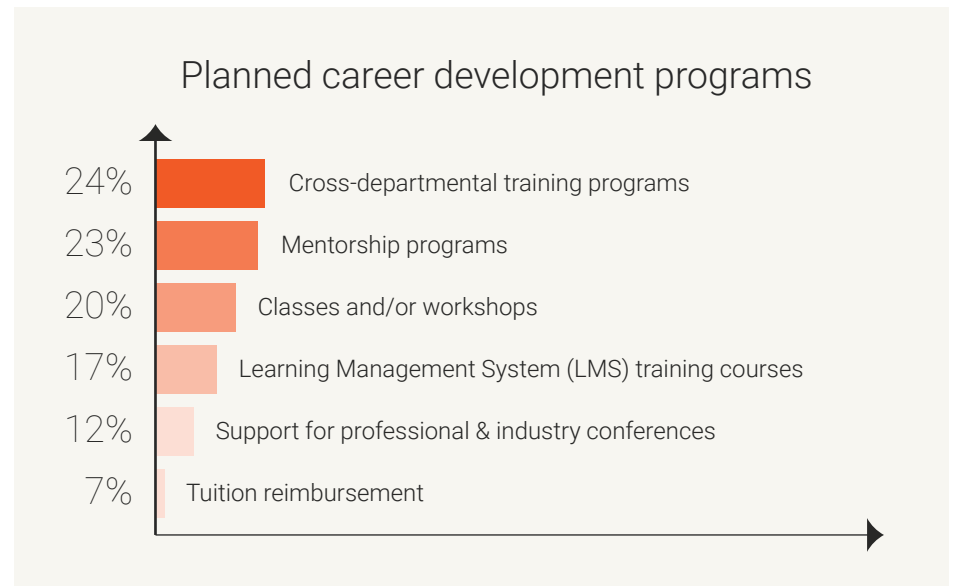 Planned career development programs
24% Cross-departmental training programs
23% Mentorship programs
20% Classes and/or workshops
17% Learning Management System (LMS) training courses
12% Support for professional & industry conferences
7% Tuition reimbursement